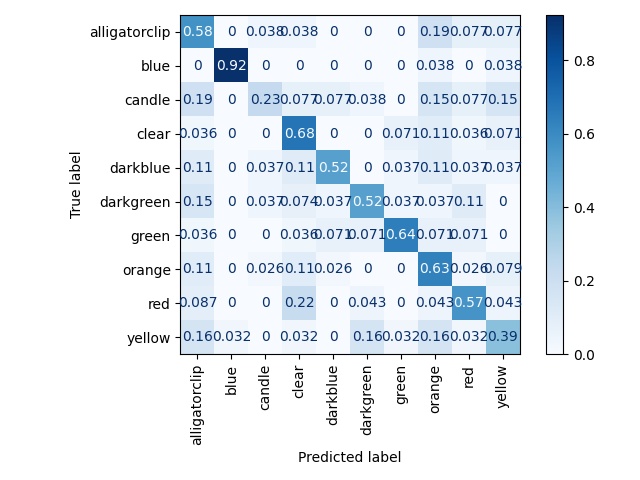 alligatorclip 0.58 0 0.038 0.038 0 0 0 0.19 0.077 0.077
blue 0 0.92 0 0 0 0 0 0.038 0 0.038
candle 0.19 0 0.23 0.077 0.077 0.038 0 0.15 0.077 0.15
clear 0.036 0 0 0.68 0 0 0.071 0.11 0.036 0.071
darkblue 0.11 0 0.037 0.11 0.52 0 0.037 0.11 0.037 0.037
darkgreen 0.15 0 0.037 0.074 0.037 0.52 0.037 0.037 0.11 0
green 0.036 0 0 0.036 0.071 0.071 0.64 0.071 0.071 0
orange 0.11 0 0.026 0.11 0.026 0 0 0.63 0.026 0.079
red 0.087 0 0 0.22 0 0.043 0 0.043 0.57 0.043
yellow 0.16 0.032 0 0.032 0 0.16 0.032 0.16 0.032 0.39
True label
alligatorclip blue candle clear darkblue darkgreen green orange red yellow
Predicted label
0.8
0.6
0.4
0.2
0.0